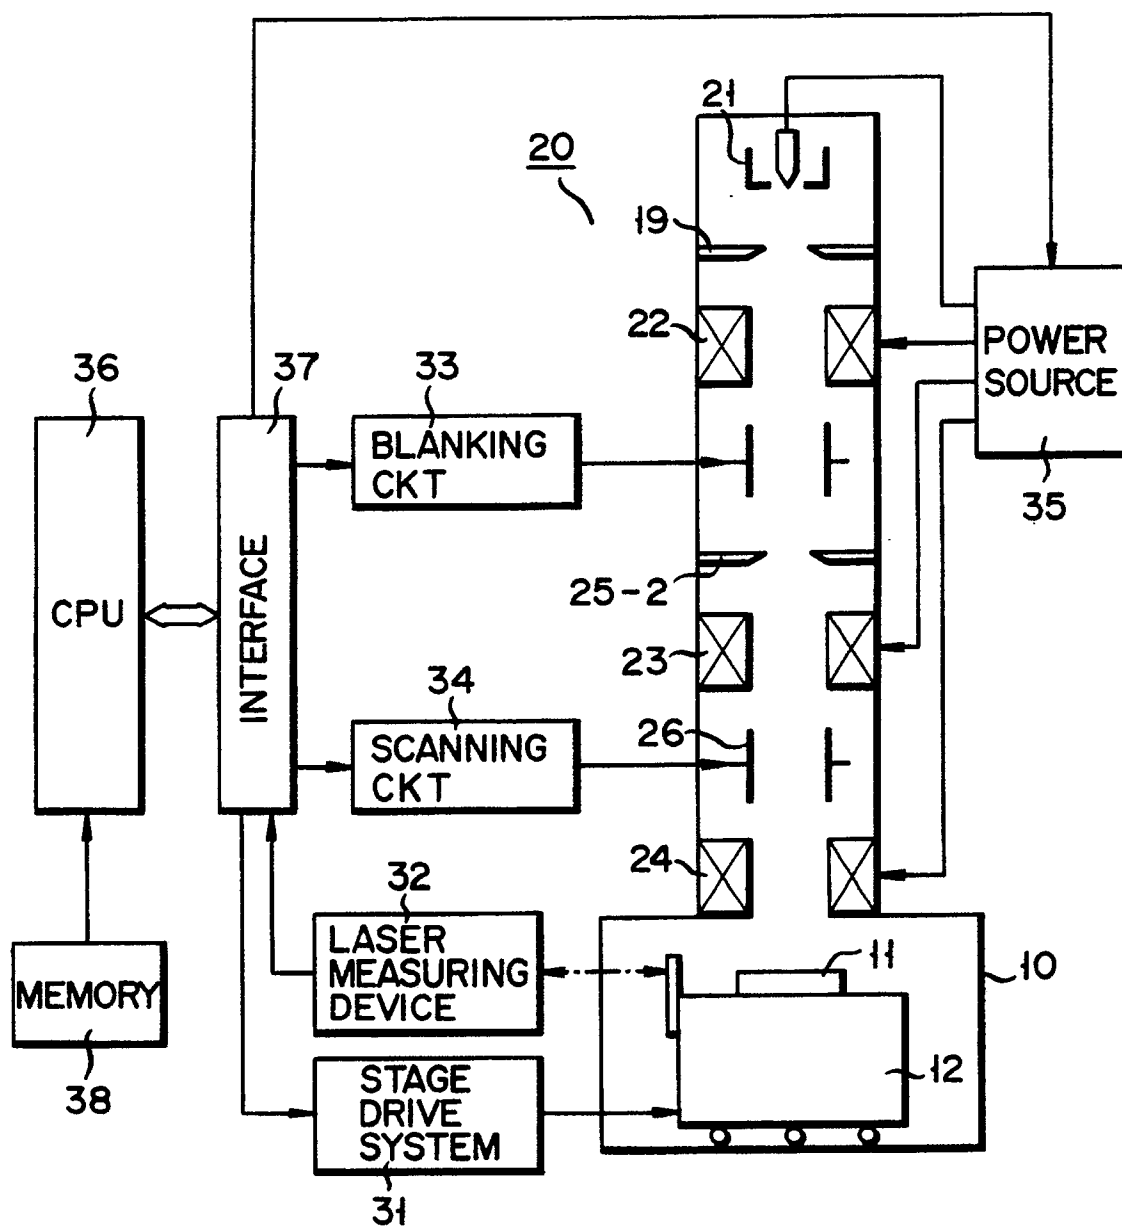 21
20
19
22
POWER
SOURCE
35
36
37
33
BLANKING
CKT
CPU
INTERFACE
25-2
23
34
SCANNING
CKT
26
24
32
LASER
MEASURING
DEVICE
11
10
MEMORY
38
12
STAGE
DRIVE
SYSTEM
31